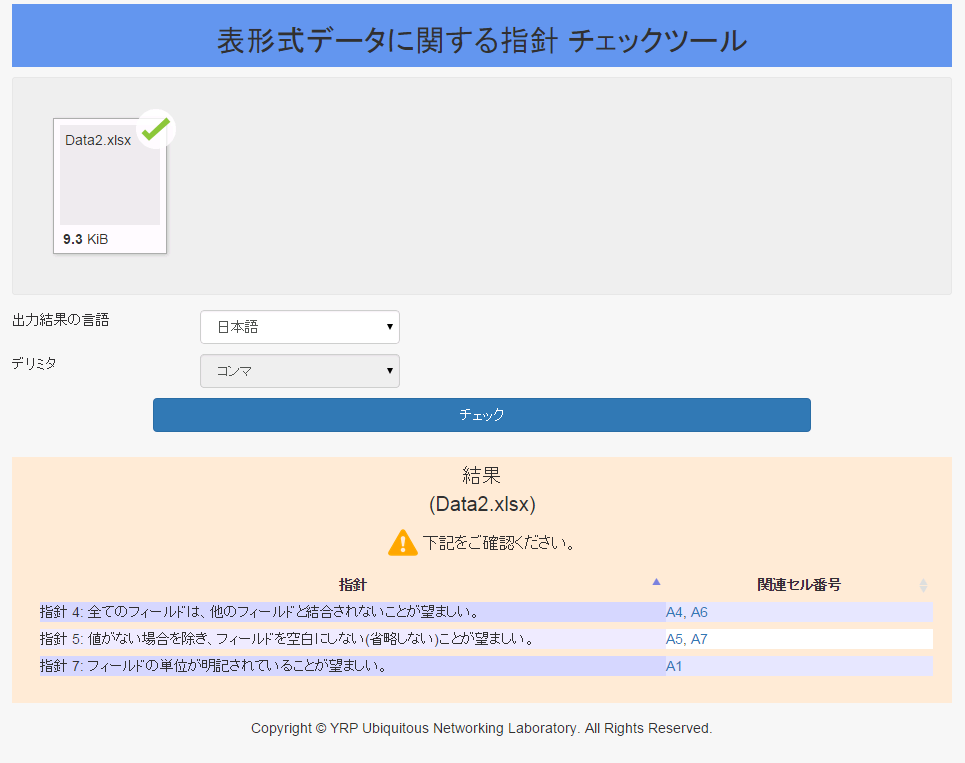 表形式データに関する指針 チェックツール
Data2.xlsx
9.3 KiB
出力結果の言語
日本語
デリミタ
コンマ
チェック
結果
(Data2.xlsx)
下記をご確認ください。
指針 関連セル番号
指針 4: 全てのフィールドは、他のフィールドと結合されないことが望ましい。 A4, A6
指針 5: 値がない場合を除き、フィールドを空白にしない(省略しない)ことが望ましい。 A5, A7
指針 7: フィールドの単位が明記されていることが望ましい。 A1
Copyright © YRP Ubiquitous Networking Laboratory. All Rights Reserved.